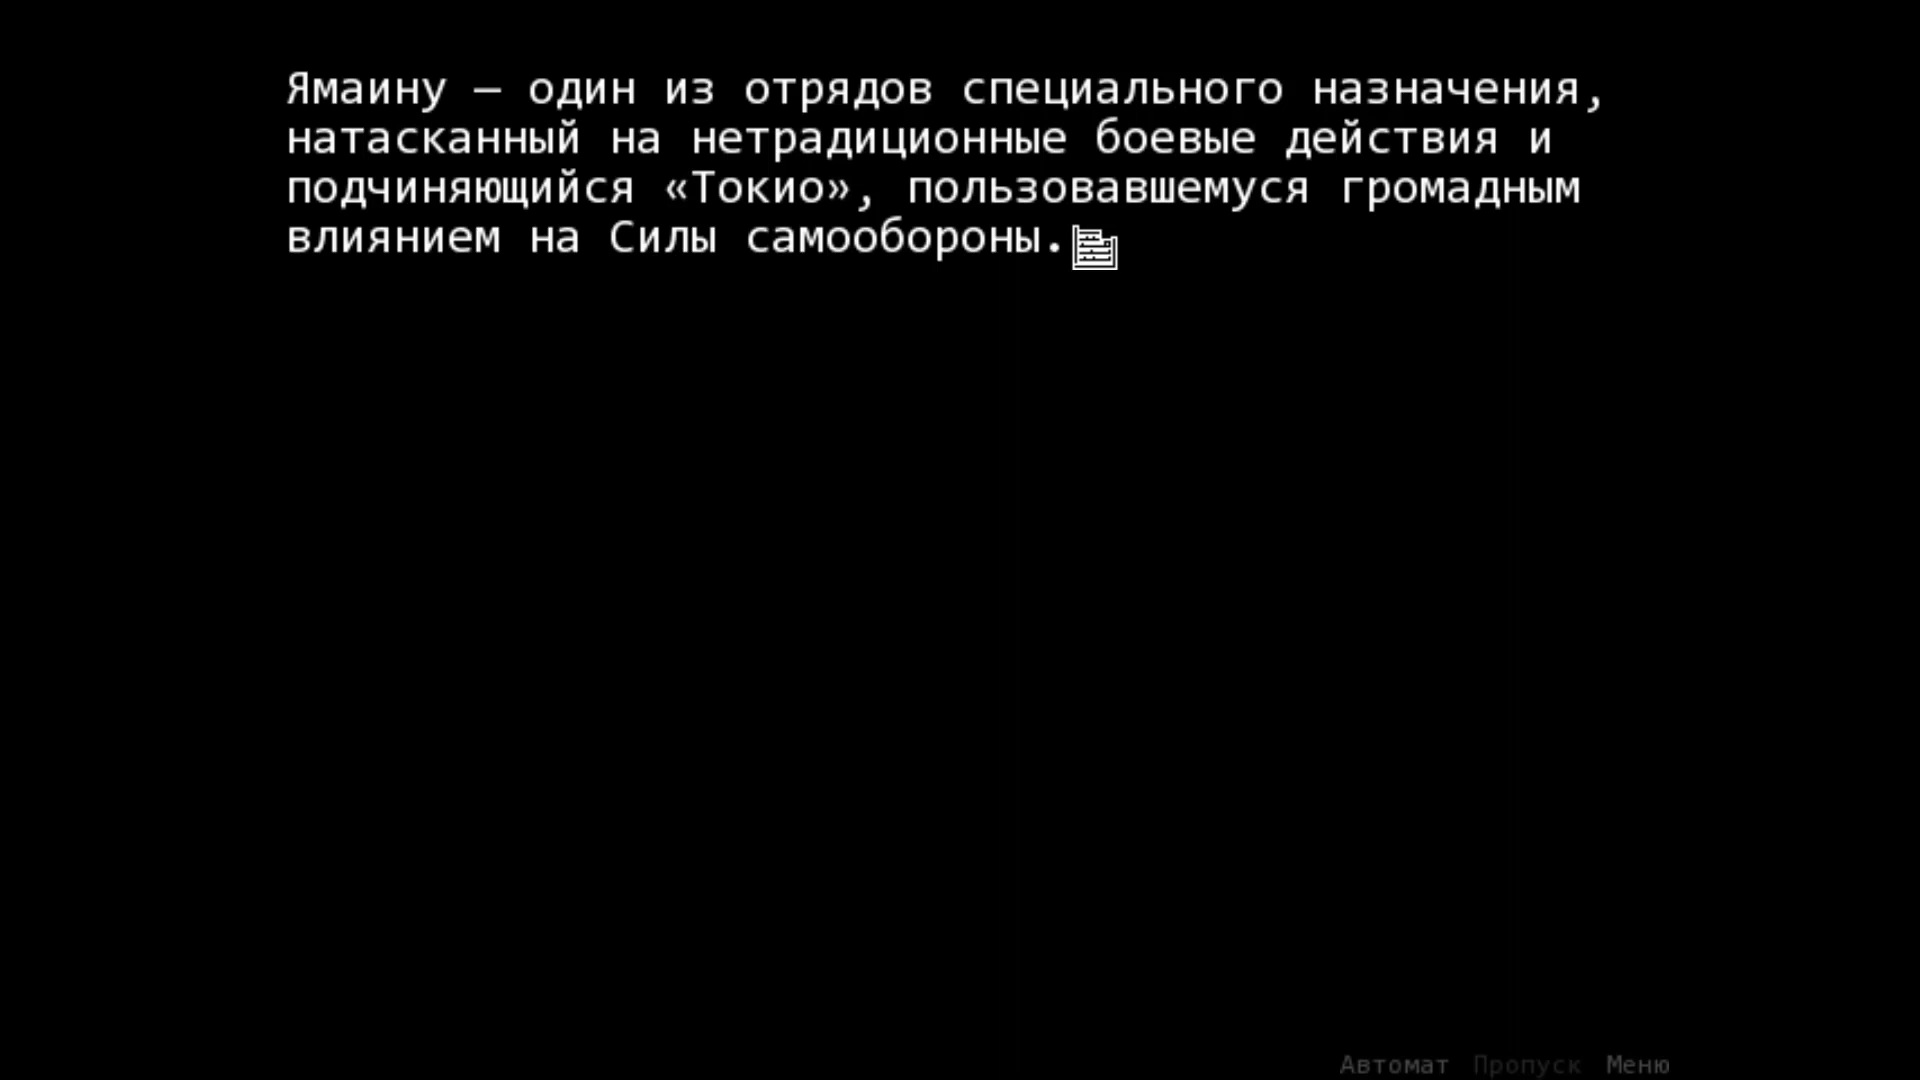 Ямаину — один из отрядов специального назначения,
натасканный на нетрадиционные боевые действия и
подчиняющийся «Токио», пользовавшемуся громадным
влиянием на Силы самообороны.
Автомат Пропуск Меню